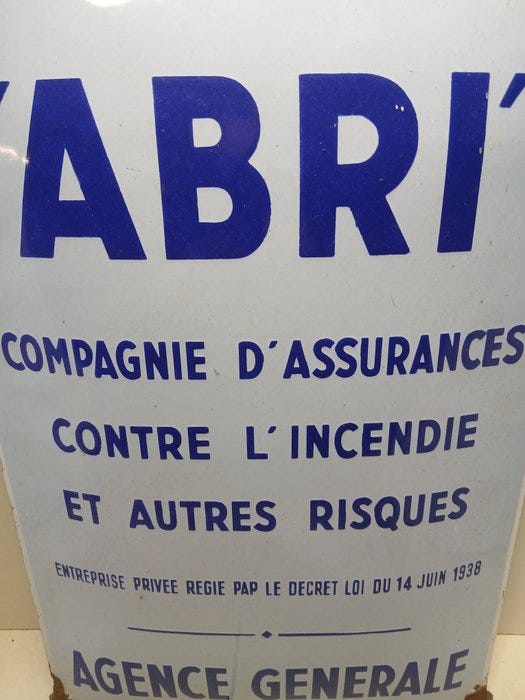 "ABRI"
COMPAGNIE D'ASSURANCES
CONTRE L'INCENDIE
ET AUTRES RISQUES
ENTREPRISE PRIVEE REGIE PAP LE DECRET LOI DU 14 JUIN 1938
AGENCE GENERALE